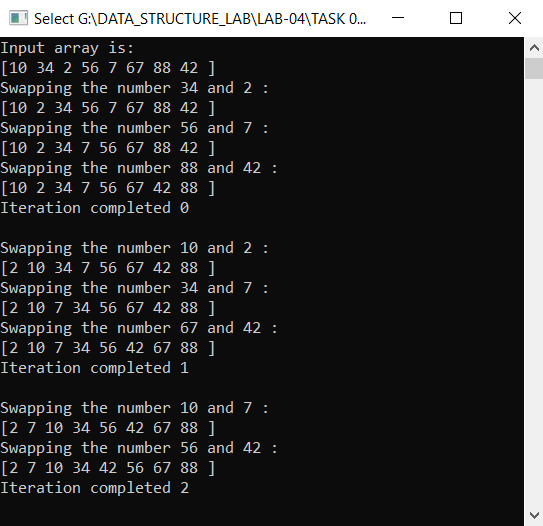 Select G:\DATA_STRUCTURE_LAB\LAB-04\TASK 0...
Input array is:
[10 34 2 56 7 67 88 42 ]
Swapping the number 34 and 2 :
[10 2 34 56 7 67 88 42 ]
Swapping the number 56 and 7 :
[10 2 34 7 56 67 88 42 ]
Swapping the number 88 and 42 :
[10 2 34 7 56 67 42 88 ]
Iteration completed 0
Swapping the number 10 and 2 :
[2 10 34 7 56 67 42 88 ]
Swapping the number 34 and 7 :
[2 10 7 34 56 67 42 88 ]
Swapping the number 67 and 42 :
[2 10 7 34 56 42 67 88 ]
Iteration completed 1
Swapping the number 10 and 7 :
[2 7 10 34 56 42 67 88 ]
Swapping the number 56 and 42 :
[2 7 10 34 42 56 67 88 ]
Iteration completed 2